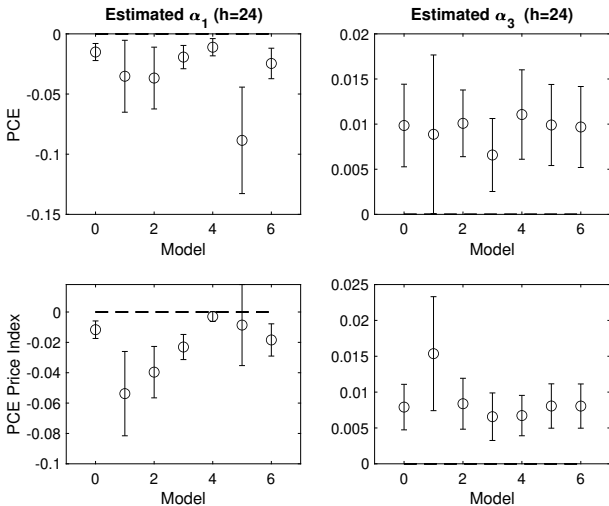 Estimated α1 (h=24)
Estimated α3 (h=24)
0
-0.05
-0.1
-0.15
PCE
0 2 4 6
Model
0.02
0.015
0.01
0.005
0
0 2 4 6
Model
0
-0.02
-0.04
-0.06
-0.08
-0.1
PCE Price Index
0 2 4 6
Model
0.025
0.02
0.015
0.01
0.005
0
0 2 4 6
Model